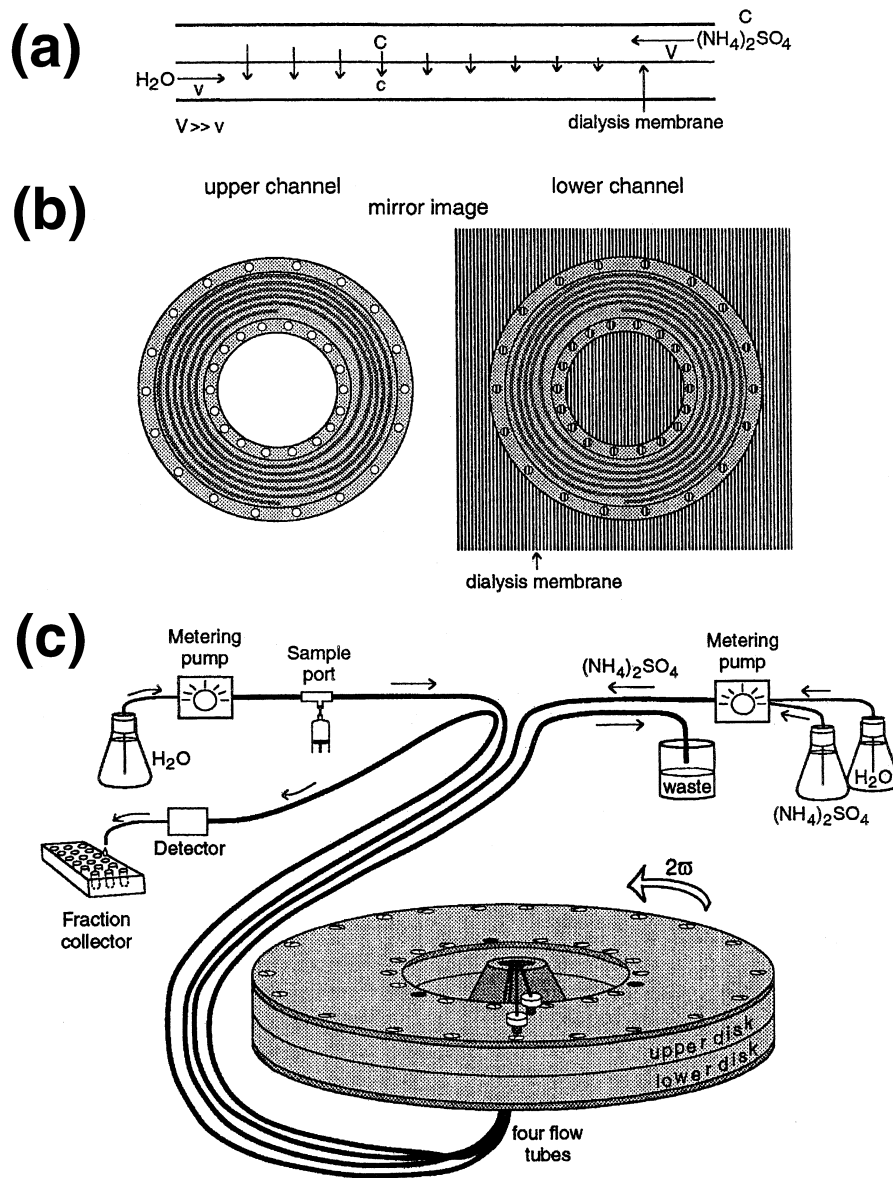 (a)
C
(NH4)2SO4
V
C
H2O
v
c
V>> v
dialysis membrane
(b)
upper channel
lower channel
mirror image
dialysis membrane
(c)
Metering
pump
Sample
port
H2O
Detector
Fraction
collector
(NH4)2SO4
Metering
pump
waste
H2O
(NH4)2SO4
2ϖ
upper disk
lower disk
four flow
tubes